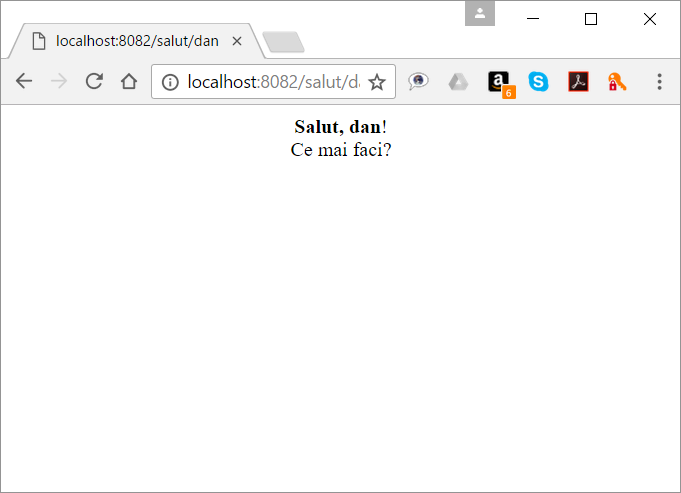 localhost:8082/salut/dan
localhost:8082/salut/da
6
Salut, dan!
Ce mai faci?